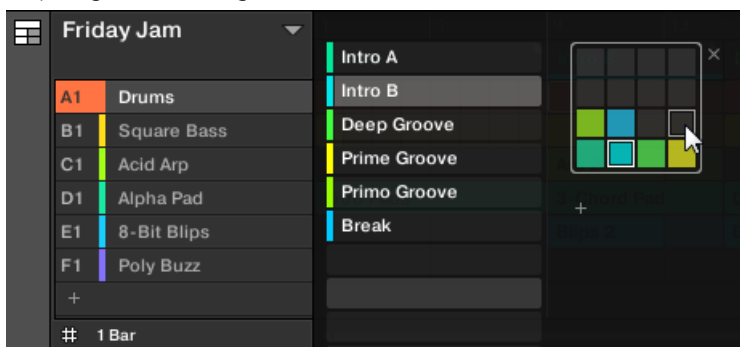 Friday Jam
A1 Drums
B1 Square Bass
C1 Acid Arp
D1 Alpha Pad
E1 8-Bit Blips
F1 Poly Buzz
+
# 1 Bar
Intro A
Intro B
Deep Groove
Prime Groove
Primo Groove
Break
×
+